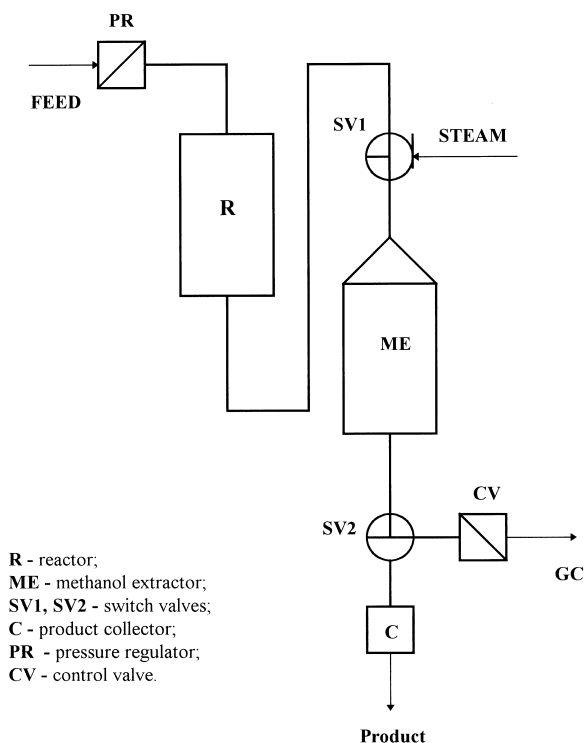 PR
FEED
SV1
STEAM
R
ME
CV
SV2
GC
C
Product
R - reactor;
ME - methanol extractor;
SV1, SV2 - switch valves;
C - product collector;
PR - pressure regulator;
CV - control valve.